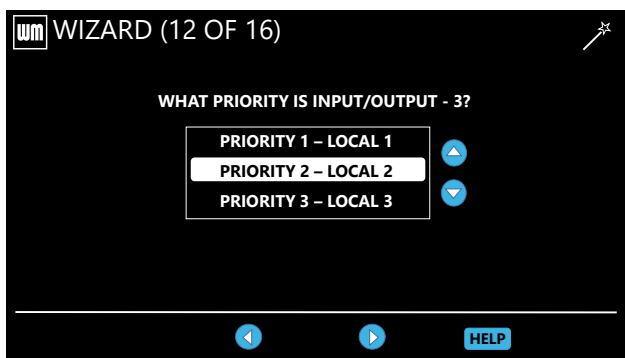 wm WIZARD (12 OF 16)
WHAT PRIORITY IS INPUT/OUTPUT - 3?
PRIORITY 1 – LOCAL 1
PRIORITY 2 – LOCAL 2
PRIORITY 3 – LOCAL 3
HELP